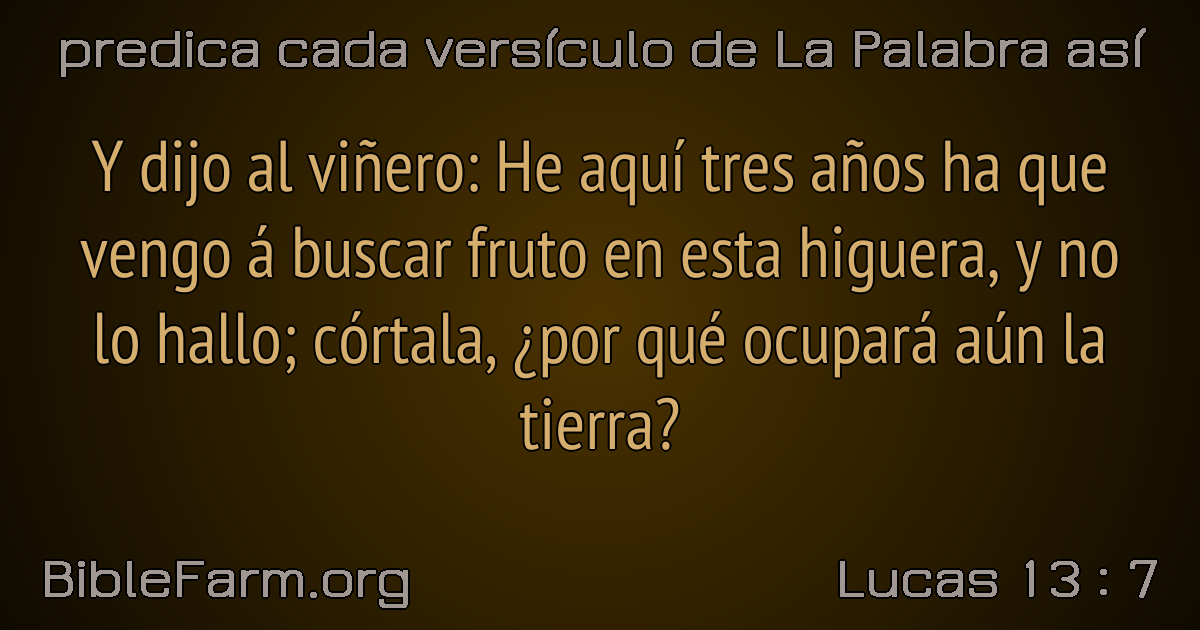 predica cada versículo de La Palabra así
Y dijo al viñero: He aquí tres años ha que
vengo á buscar fruto en esta higuera, y no
lo hallo; córtala, ¿por qué ocupará aún la
tierra?
BibleFarm.org
Lucas 13 : 7